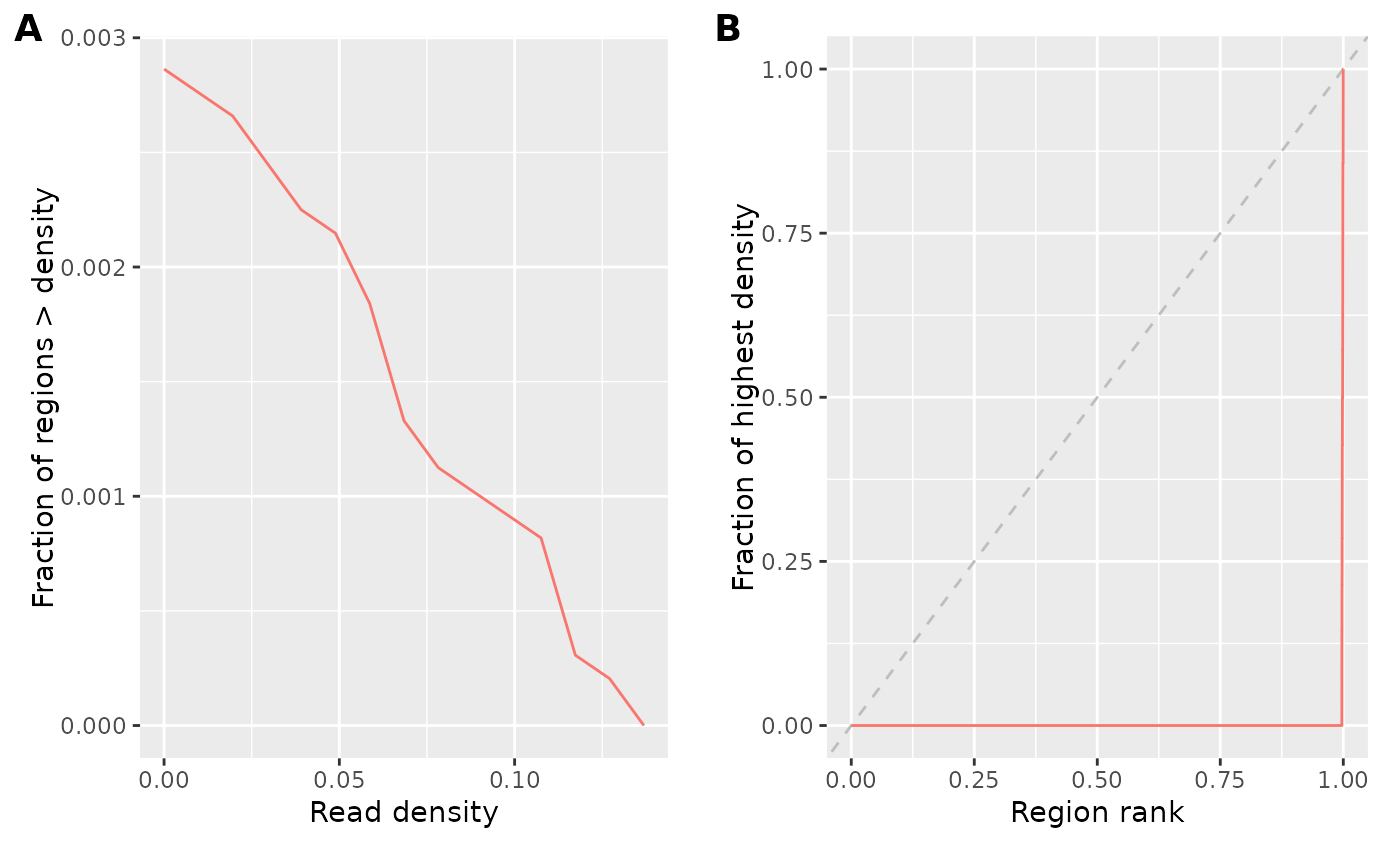 A
0.003
0.002
0.001
0.000
Fraction of regions > density
0.00 0.05 0.10
Read density
B
1.00
0.75
0.50
0.25
0.00
Fraction of highest density
0.00 0.25 0.50 0.75 1.00
Region rank